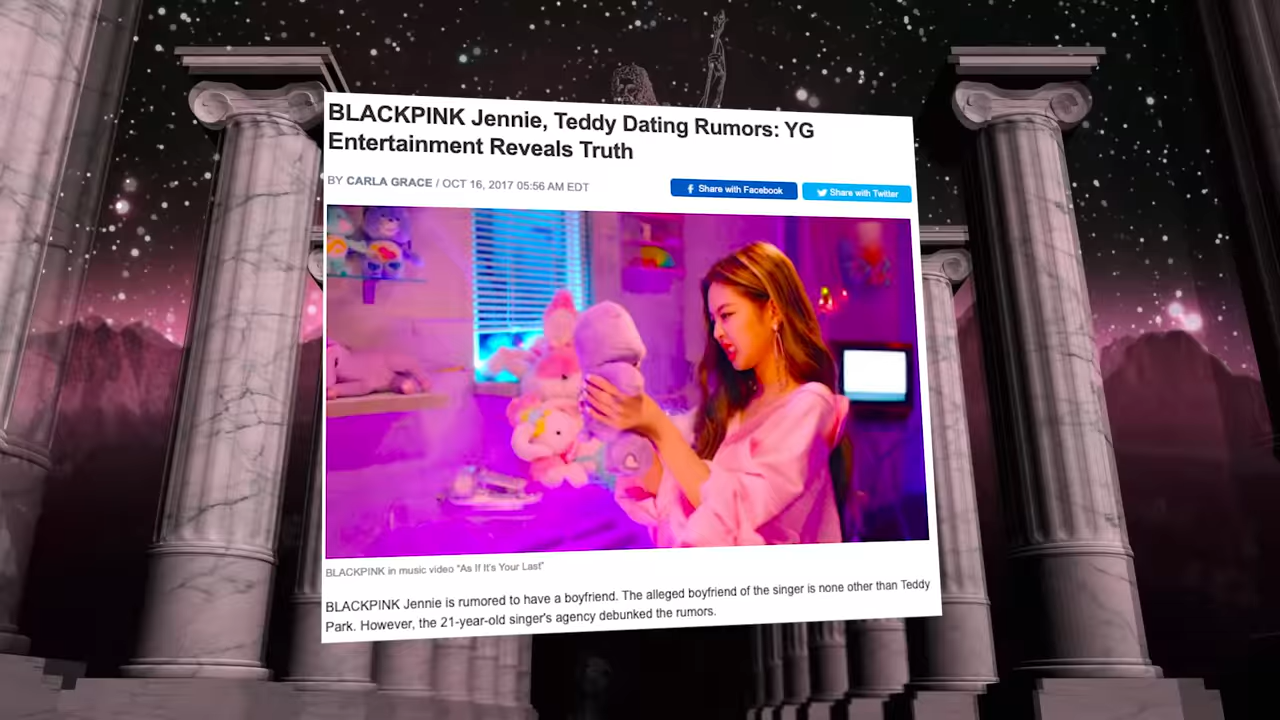 BLACKPINK Jennie, Teddy Dating Rumors: YG
Entertainment Reveals Truth
BY CARLA GRACE / OCT 16, 2017 05:56 AM EDT
Share with Facebook
Share with Twitter
BLACKPINK in music video "As If It's Your Last"
BLACKPINK Jennie is rumored to have a boyfriend. The alleged boyfriend of the singer is none other than Teddy
Park. However, the 21-year-old singer's agency debunked the rumors.